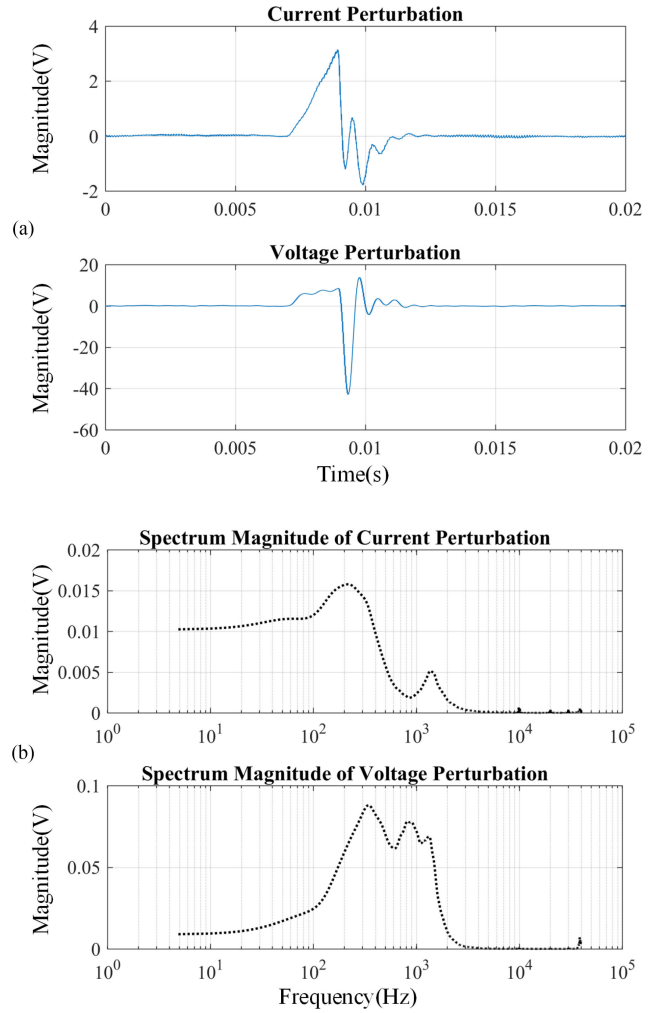 Current Perturbation
Magnitude(V)
4
2
0
-2
0 0.005 0.01 0.015 0.02
(a)
Voltage Perturbation
Magnitude(V)
20
0
-20
-40
-60
0 0.005 0.01 0.015 0.02
Time(s)
Spectrum Magnitude of Current Perturbation
Magnitude(V)
0.02
0.015
0.01
0.005
0
10^0 10^1 10^2 10^3 10^4 10^5
(b)
Spectrum Magnitude of Voltage Perturbation
Magnitude(V)
0.1
0.05
0
10^0 10^1 10^2 10^3 10^4 10^5
Frequency(Hz)